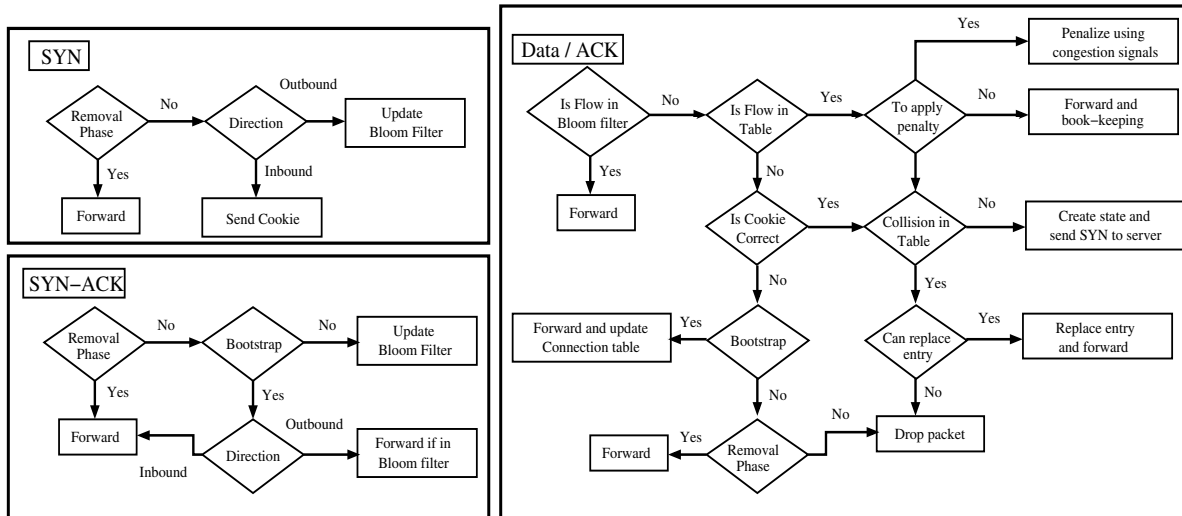 SYN
Outbound
Removal
Phase
No
Direction
Update
Bloom Filter
Yes
Inbound
Forward
Send Cookie
SYN−ACK
Removal
Phase
No
Bootstrap
No
Update
Bloom Filter
Yes
Yes
Outbound
Forward
Direction
Forward if in
Bloom filter
Inbound
Data / ACK
Yes
Penalize using
congestion signals
Is Flow in
Bloom filter
No
Is Flow in
Table
Yes
To apply
penalty
No
Forward and
book−keeping
Yes
No
Forward
Is Cookie
Correct
Yes
Collision in
Table
No
Create state and
send SYN to server
No
Yes
Forward and update
Connection table
Yes
Bootstrap
Can replace
entry
Yes
Replace entry
and forward
No
No
No
Drop packet
Forward
Yes
Removal
Phase